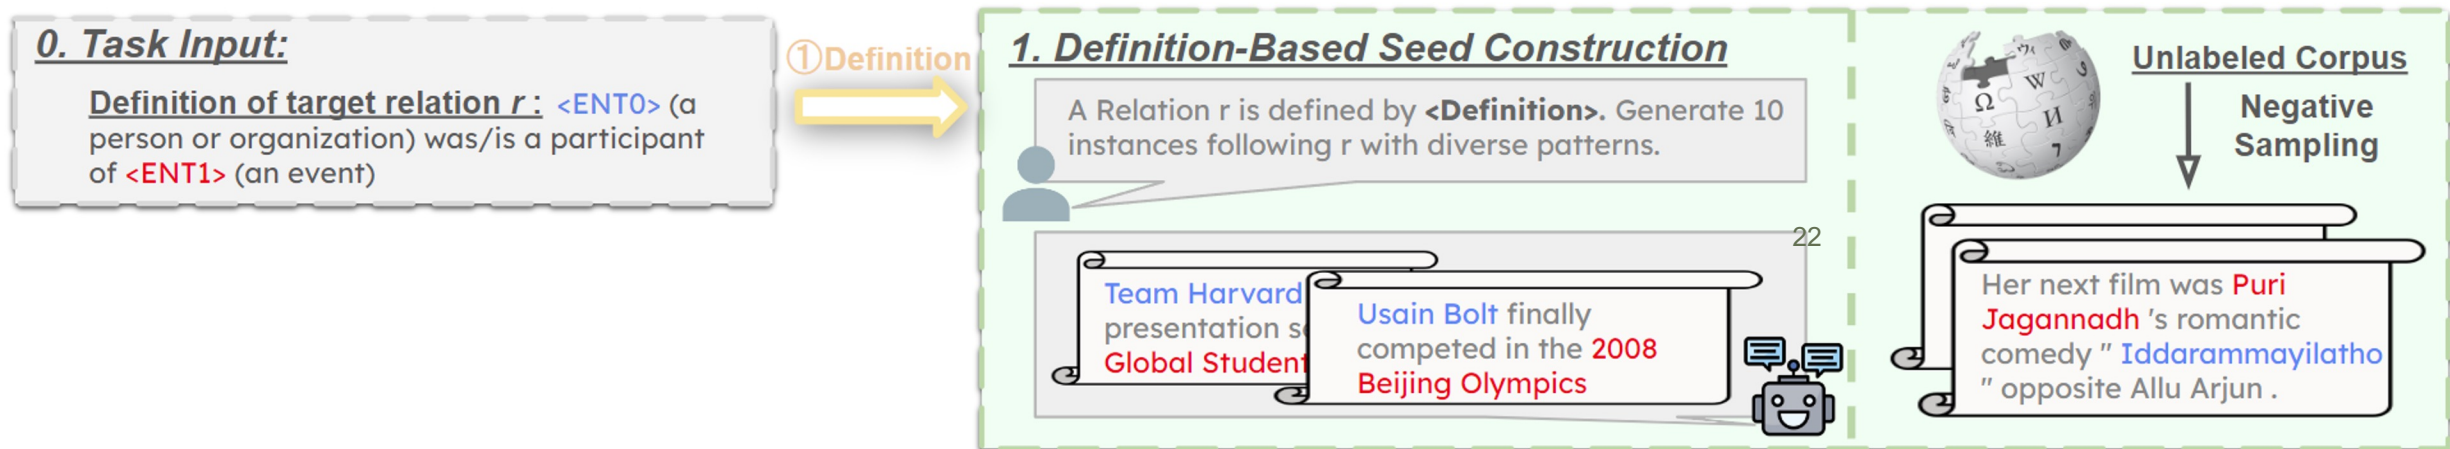 0. Task Input:
Definition of target relation r : <ENT0> (a
person or organization) was/is a participant
of <ENT1> (an event)
①Definition
1. Definition-Based Seed Construction
A Relation r is defined by <Definition>. Generate 10
instances following r with diverse patterns.
22
Team Harvard
presentation
Global Student
Usain Bolt finally
competed in the 2008
Beijing Olympics
Unlabeled Corpus
Negative
Sampling
Ω W И 維 7
Her next film was Puri
Jagannadh 's romantic
comedy " Iddarammayilatho
" opposite Allu Arjun .